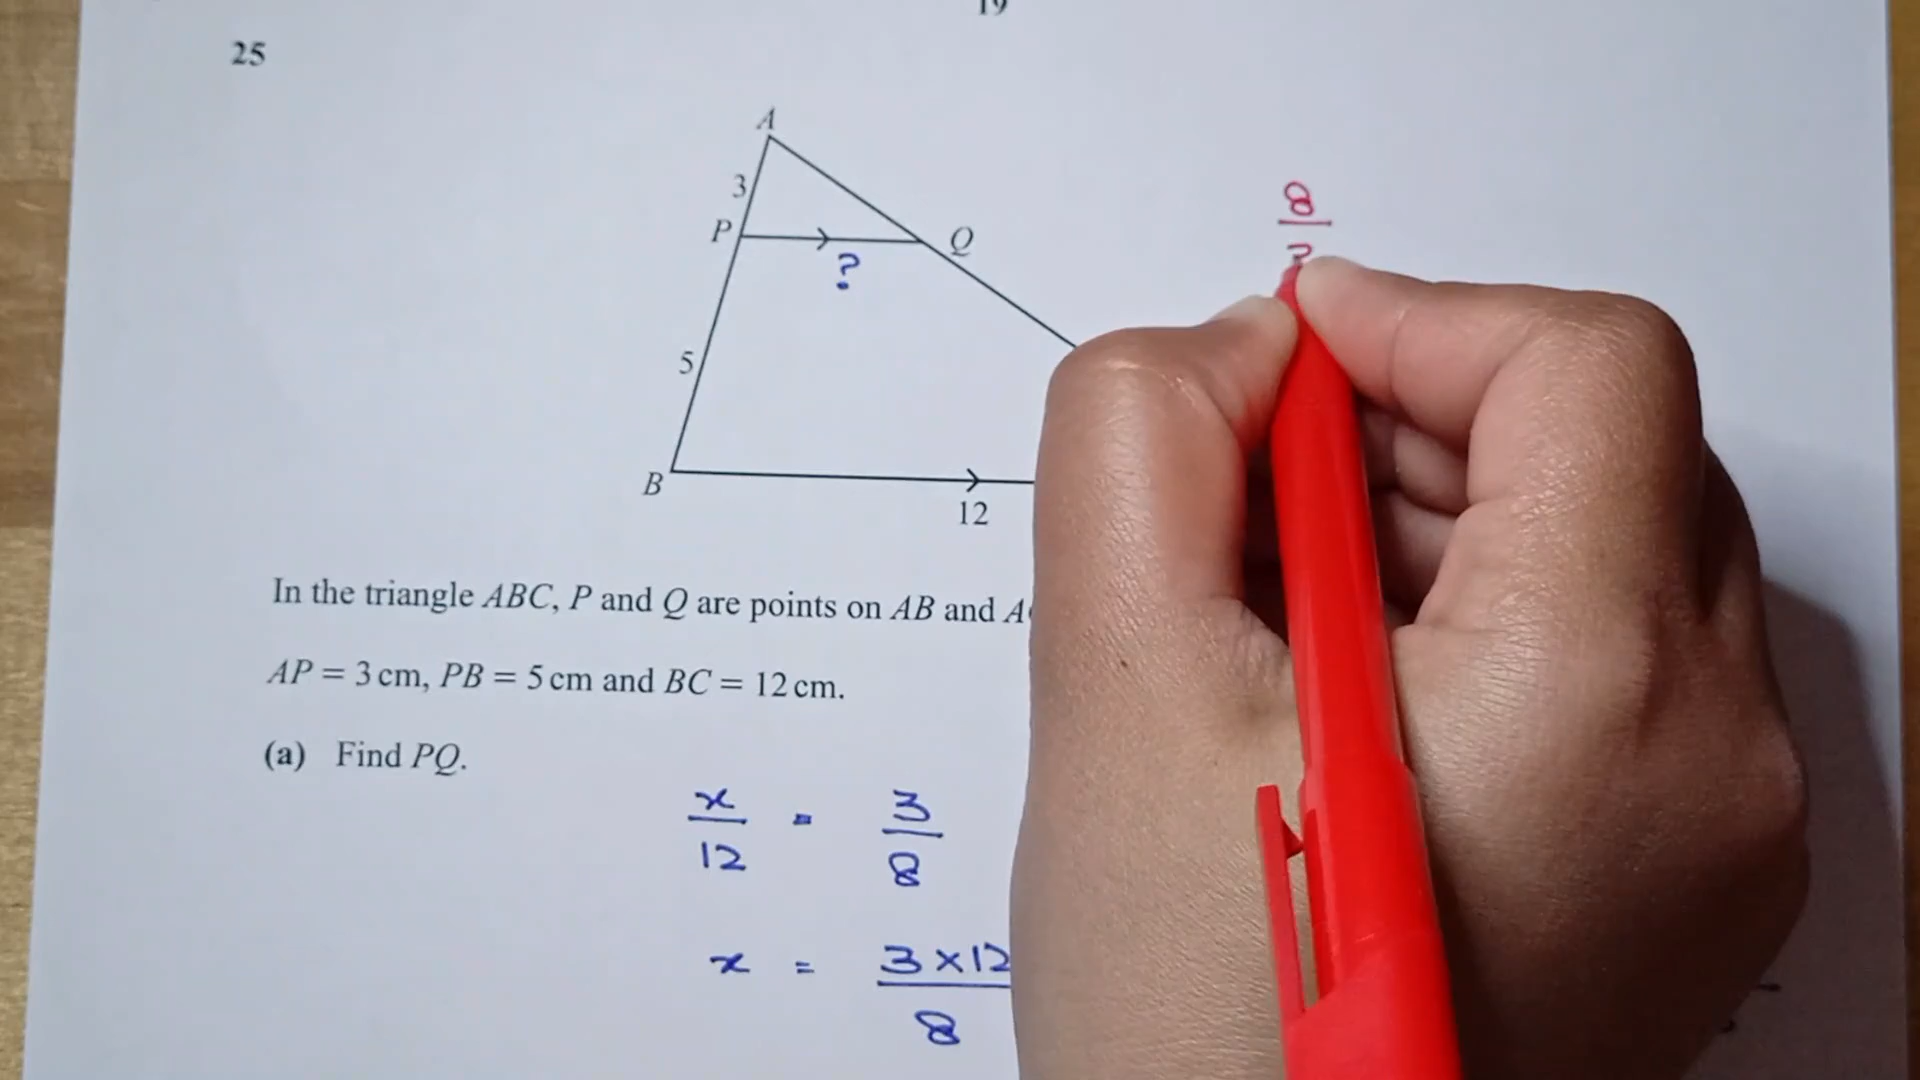 19
25
A
3
P
Q
?
5
B
12
8
In the triangle ABC, P and Q are points on AB and A
AP = 3 cm, PB = 5 cm and BC = 12 cm.
(a) Find PQ.
x/12 = 3/8
x = 3 × 12/8